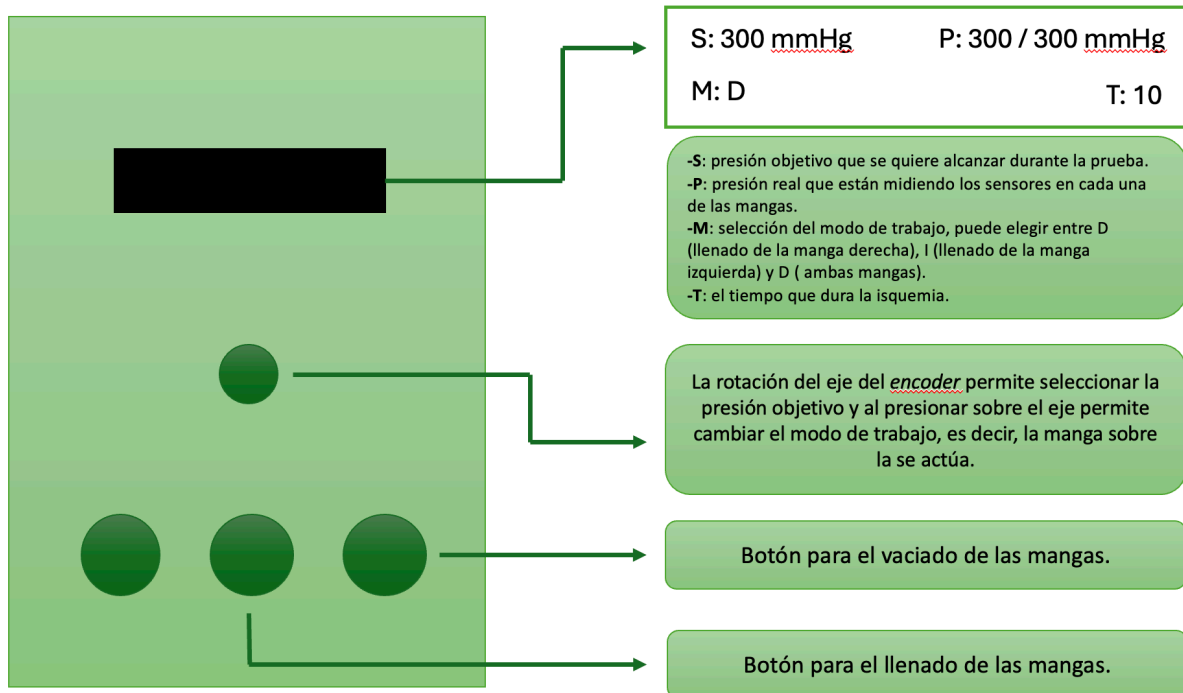 S: 300 mmHg P: 300 / 300 mmHg
M: D T: 10
-S: presión objetivo que se quiere alcanzar durante la prueba.
-P: presión real que están midiendo los sensores en cada una
de las mangas.
-M: selección del modo de trabajo, puede elegir entre D
(llenado de la manga derecha), I (llenado de la manga
izquierda) y D ( ambas mangas).
-T: el tiempo que dura la isquemia.
La rotación del eje del encoder permite seleccionar la
presión objetivo y al presionar sobre el eje permite
cambiar el modo de trabajo, es decir, la manga sobre
la se actúa.
Botón para el vaciado de las mangas.
Botón para el llenado de las mangas.